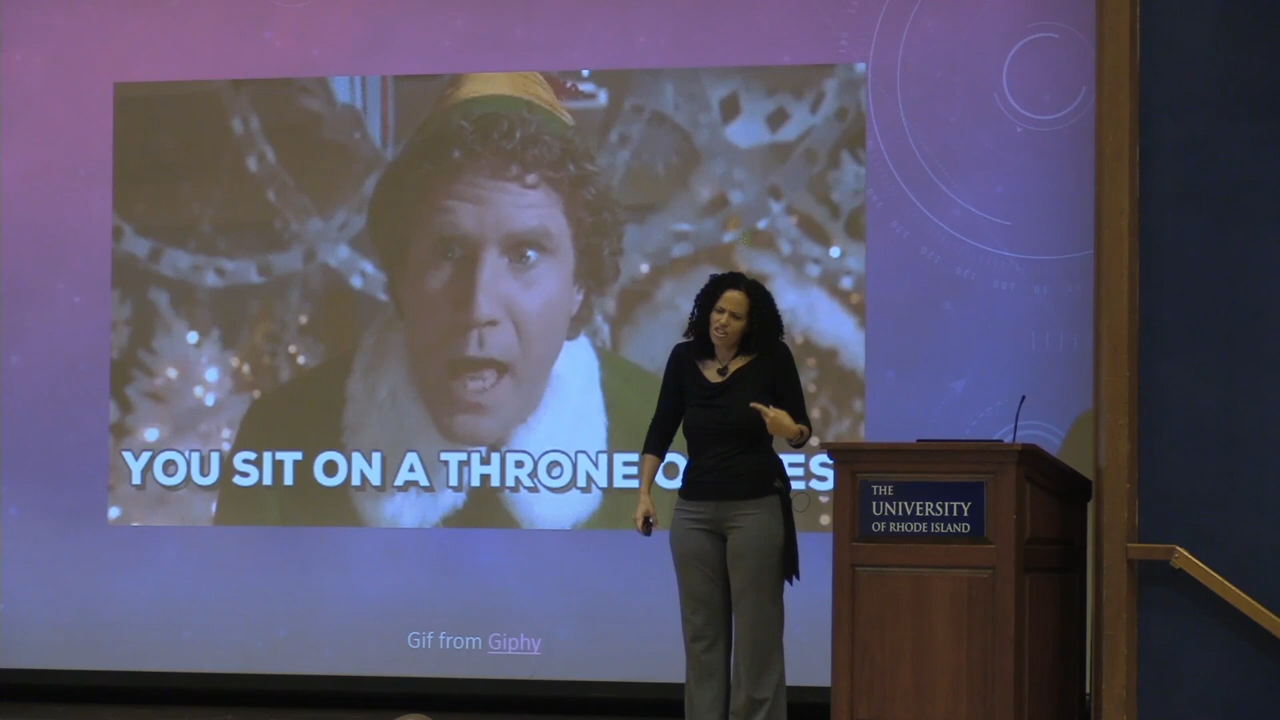 YOU SIT ON A THRONE O ES
Gif from Giphy
THE
UNIVERSITY
OF RHODE ISLAND